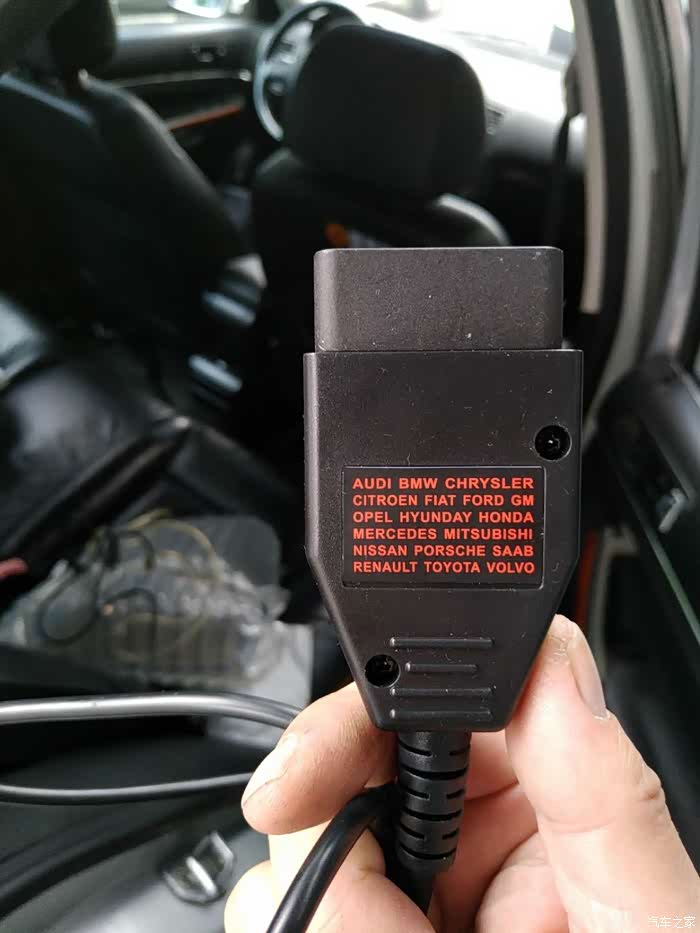 AUDI BMW CHRYSLER
CITROEN FIAT FORD GM
OPEL HYUNDAY HONDA
MERCEDES MITSUBISHI
NISSAN PORSCHE SAAB
RENAULT TOYOTA VOLVO
汽车之家